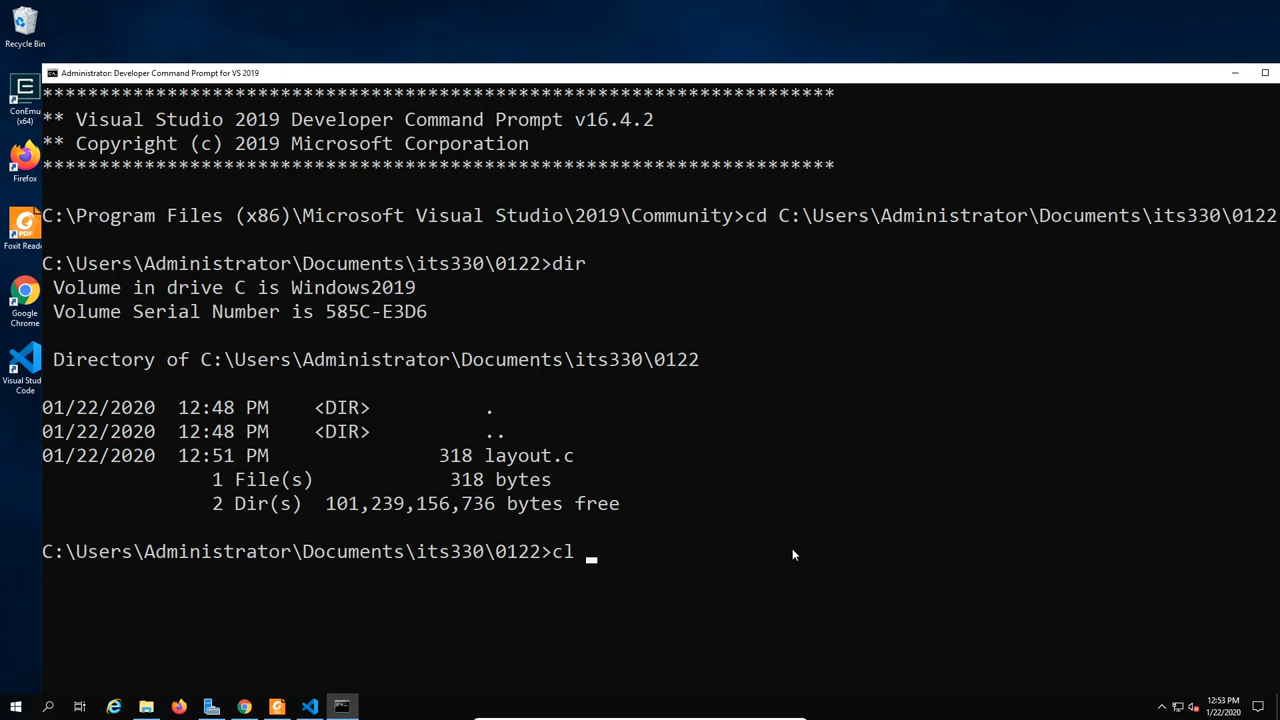 Recycle Bin
ConEmu
(x64)
Firefox
PDF
Foxit Reade
Google
Chrome
Visual Stud
Code
Administrator: Developer Command Prompt for VS 2019
**********************************************************************
** Visual Studio 2019 Developer Command Prompt v16.4.2
** Copyright (c) 2019 Microsoft Corporation
**********************************************************************
C:\Program Files (x86)\Microsoft Visual Studio\2019\Community>cd C:\Users\Administrator\Documents\its330\0122
C:\Users\Administrator\Documents\its330\0122>dir
Volume in drive C is Windows2019
Volume Serial Number is 585C-E3D6
Directory of C:\Users\Administrator\Documents\its330\0122
01/22/2020  12:48 PM    <DIR>          .
01/22/2020  12:48 PM    <DIR>          ..
01/22/2020  12:51 PM               318 layout.c
1 File(s)            318 bytes
2 Dir(s)  101,239,156,736 bytes free
C:\Users\Administrator\Documents\its330\0122>cl
12:53 PM
1/22/2020